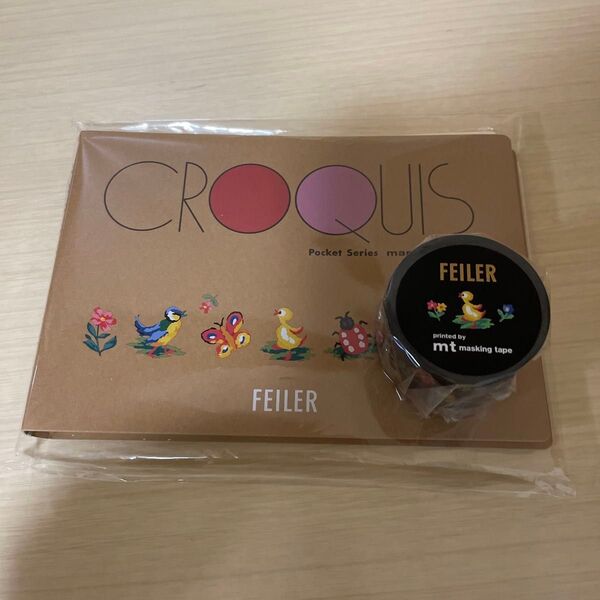 CROQUIS
Pocket Series
FEILER
FEILER
printed by
mt masking tape